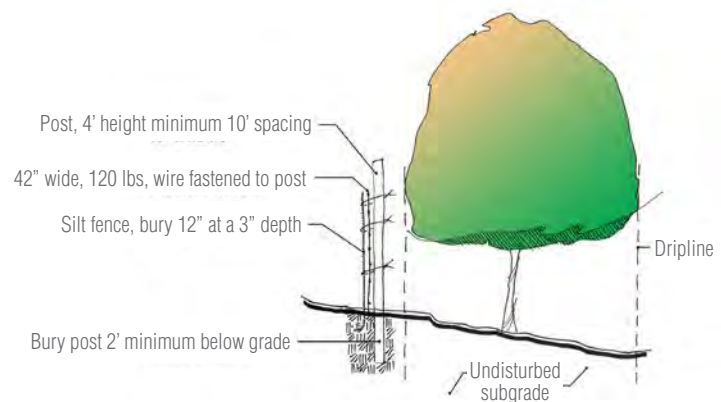 Post, 4’ height minimum 10’ spacing
42” wide, 120 lbs, wire fastened to post
Silt fence, bury 12” at a 3” depth
Dripline
Bury post 2’ minimum below grade
Undisturbed
subgrade